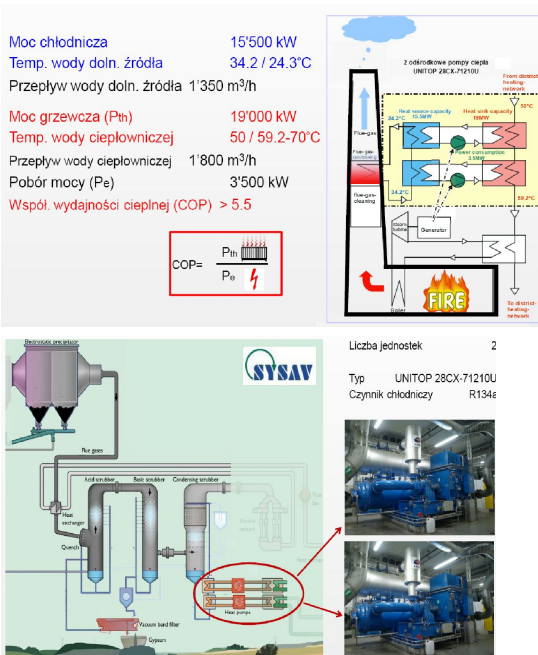 Moc chłodnicza 15'500 kW
Temp. wody doln. źródła 34.2 / 24.3°C
Przepływ wody doln. źródła 1'350 m³/h
Moc grzewcza (Pth) 19'000 kW
Temp. wody ciepłowniczej 50 / 59.2-70°C
Przepływ wody ciepłowniczej 1'800 m³/h
Pobór mocy (Pe) 3'500 kW
Współ. wydajności cieplnej (COP) > 5.5
COP=
Pth
Pe
2 odśrodkowe pompy ciepła
UNITOP 28CX-71210U
From district
heating-
network
50°C
Heat source capacity
15.5MW
Heat sink capacity
19MW
24.3°C
Flue-gas
Flue-gas-
Power consumption
3.5MW
34.2°C
59.2°C
Flue-gas-
cleaning
Steam
turbine
Generator
FIRE
Boiler
To district-
heating-
network
Electrostatic precipitator
SYSAV
Flue gases
Acid scrubber
Basic scrubber
Condensing scrubber
Heat
exchanger
Quench
Heat pumps
Vacuum band filter
Gypsum
Liczba jednostek 2
Typ UNITOP 28CX-71210U
Czynnik chłodniczy R134a